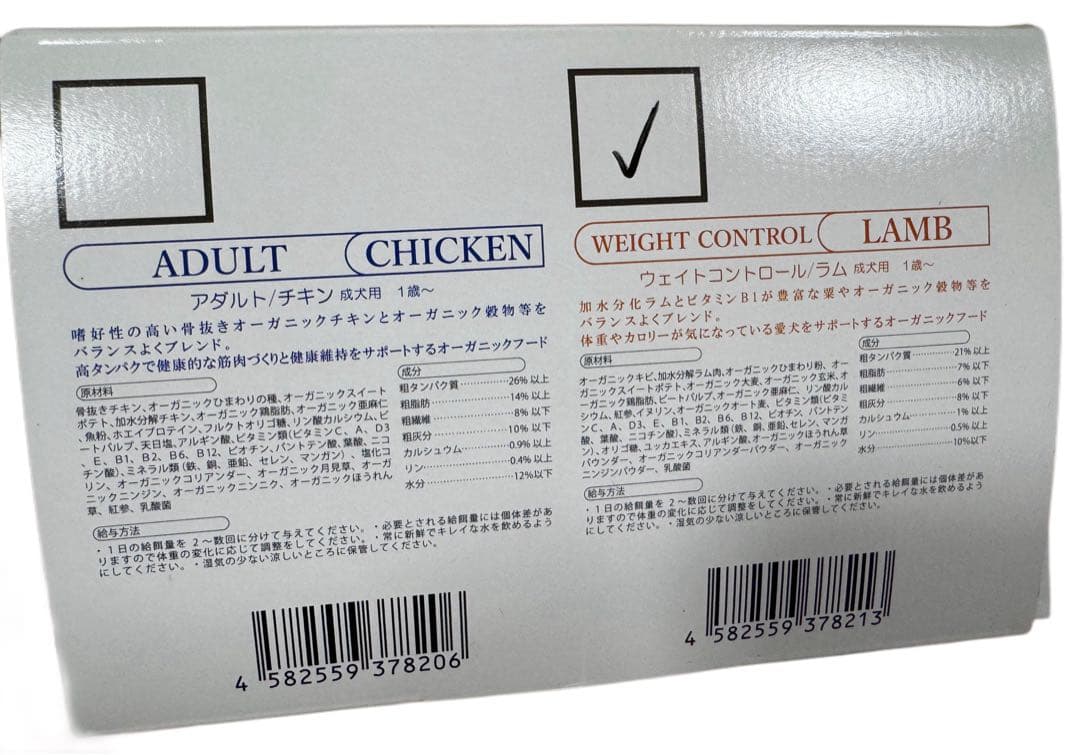 ADULT CHICKEN
アダルト/チキン 成犬用 1歳～
嗜好性の高い骨抜きオーガニックチキンとオーガニック穀物等を
バランスよくブレンド。
高タンパクで健康的な筋肉づくりと健康維持をサポートするオーガニックフード
原材料
骨抜きチキン、オーガニックひまわりの種、オーガニックスイート
ポテト、加水分解チキン、オーガニック鶏脂肪、オーガニック亜麻仁
、魚粉、ホエイプロテイン、フルクトオリゴ糖、リン酸カルシウム、ビ
ートパルプ、天日塩、アルギン酸、ビタミン類(ビタミンC、A、D3
、E、B1、B2、B6、B12、ビオチン、パントテン酸、葉酸、ニコ
チン酸)、ミネラル類(鉄、銅、亜鉛、セレン、マンガン)、塩化コ
リン、オーガニックコリアンダー、オーガニック月見草、オーガ
ニックニンジン、オーガニックニンニク、オーガニックほうれん
草、紅参、乳酸菌
成分
粗タンパク質…………26%以上
粗脂肪…………14%以上
粗繊維…………8%以下
粗灰分…………10%以下
カルシュウム…………0.9%以上
リン…………0.4%以上
水分…………12%以下
給与方法
・1日の給餌量を 2～数回に分けて与えてください。・必要とされる給餌量には個体差があ
りますので体重の変化に応じて調整をしてください。・常に新鮮でキレイな水を飲めるよう
にしてください。・湿気の少ない涼しいところに保管してください。
4 582559 378206
WEIGHT CONTROL LAMB
ウェイトコントロール/ラム 成犬用 1歳～
加水分化ラムとビタミンB1が豊富な粟やオーガニック穀物等を
バランスよくブレンド。
体重やカロリーが気になっている愛犬をサポートするオーガニックフード
原材料
オーガニックキビ、加水分解ラム肉、オーガニックひまわり粉、オー
ガニックスイートポテト、オーガニック大麦、オーガニック玄米、オ
ーガニック鶏脂肪、ビートパルプ、オーガニック亜麻仁、リン酸カル
シウム、紅参、イヌリン、オーガニックオート麦、ビタミン類(ビタミ
ンC、A、D3、E、B1、B2、B6、B12、ビオチン、パントテン
酸、葉酸、ニコチン酸)、ミネラル類(鉄、銅、亜鉛、セレン、マンガ
ン)、オリゴ糖、ユッカエキス、アルギン酸、オーガニックほうれん草
パウンダー、オーガニックコリアンダーパウダー、オーガニック
ニンジンパウダー、乳酸菌
成分
粗タンパク質…………21%以上
粗脂肪…………7%以下
粗繊維…………6%以下
粗灰分…………8%以下
カルシュウム…………1%以上
リン…………0.5%以上
水分…………10%以下
給与方法
・1日の給餌量を 2～数回に分けて与えてください。・必要とされる給餌量には個体差があ
りますので体重の変化に応じて調整をしてください。・常に新鮮でキレイな水を飲めるよう
にしてください。・湿気の少ない涼しいところに保管してください。
4 582559 378213